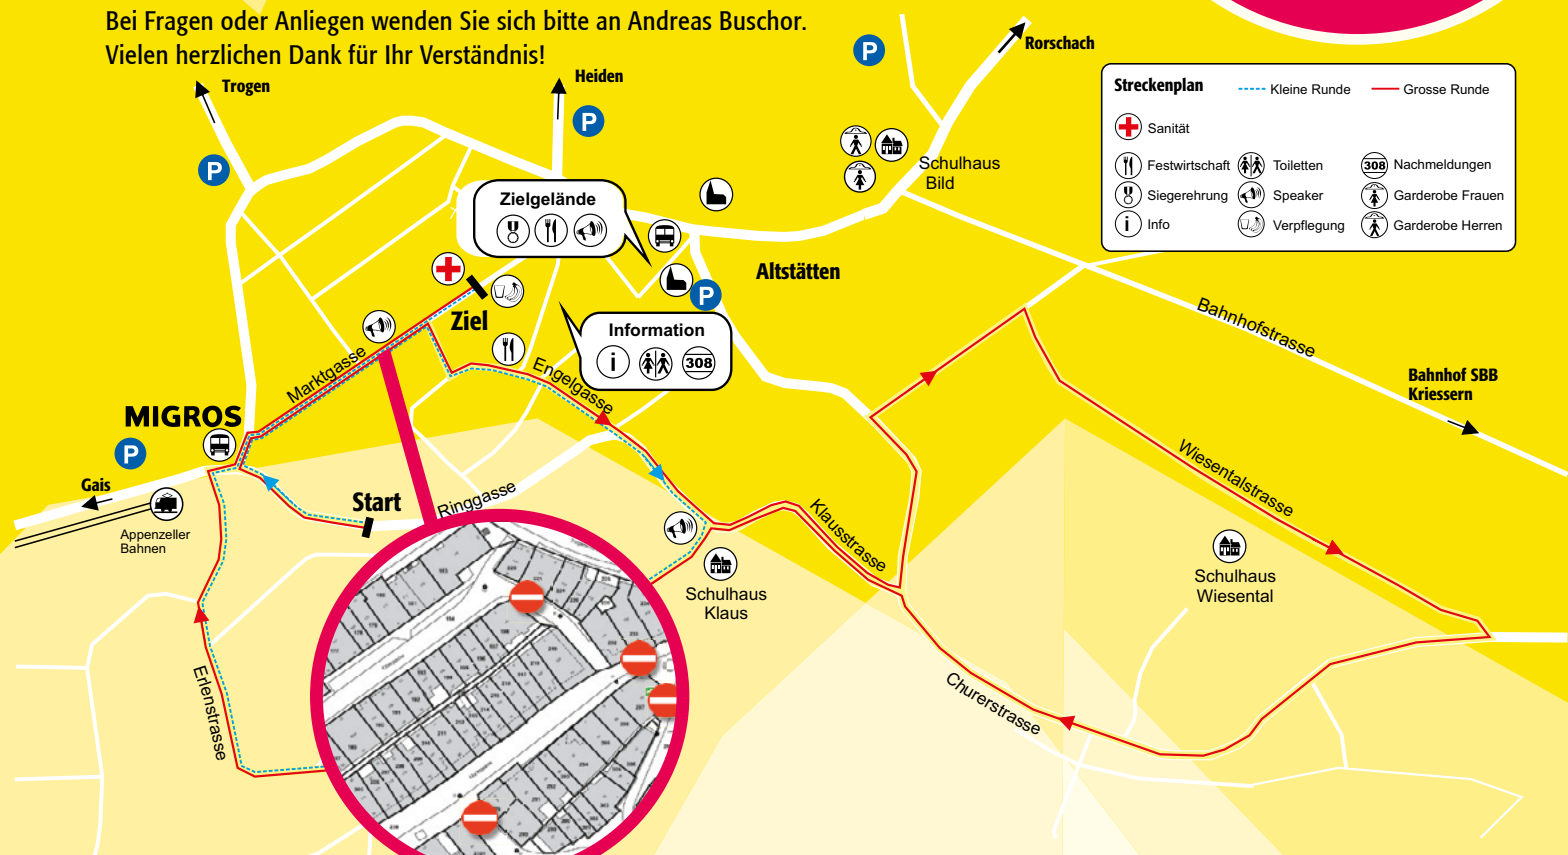 Bei Fragen oder Anliegen wenden Sie sich bitte an Andreas Buschor.
Vielen herzlichen Dank für Ihr Verständnis!
Trogen
Heiden
Rorschach
P
P
P
Streckenplan
Kleine Runde
Grosse Runde
Sanität
Festwirtschaft
Toiletten
308 Nachmeldungen
Siegerehrung
Speaker
Garderobe Frauen
i Info
Verpflegung
Garderobe Herren
Schulhaus
Bild
Zielgelände
Altstätten
P
Ziel
Information
i
308
Bahnhofstrasse
Marktgasse
Engelgasse
Bahnhof SBB
Kriessern
MIGROS
P
Gais
Start
Ringgasse
Appenzeller
Bahnen
Klausstrasse
Wiesentalstrasse
Schulhaus
Klaus
Schulhaus
Wiesental
Erlenstrasse
Churerstrasse